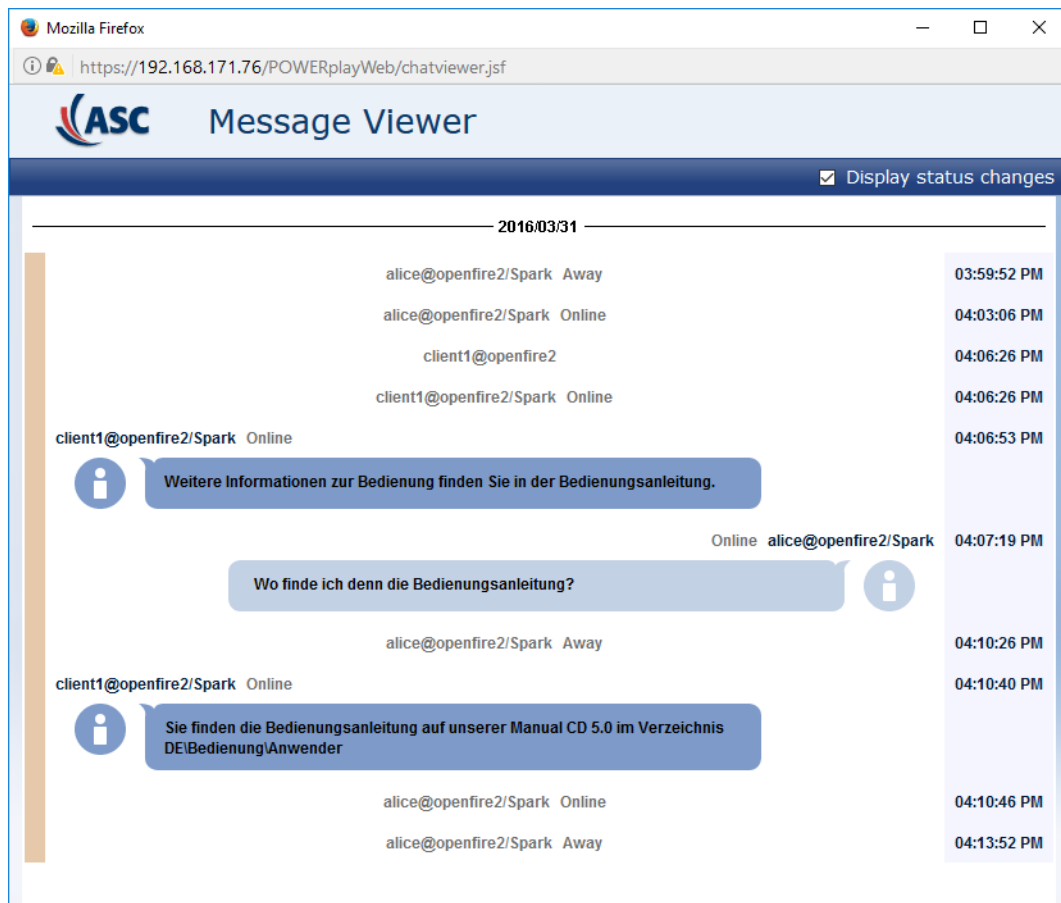 Mozilla Firefox
https://192.168.171.76/POWERplayWeb/chatviewer.jsf
ASC Message Viewer
Display status changes
2016/03/31
alice@openfire2/Spark Away 03:59:52 PM
alice@openfire2/Spark Online 04:03:06 PM
client1@openfire2 04:06:26 PM
client1@openfire2/Spark Online 04:06:26 PM
client1@openfire2/Spark Online 04:06:53 PM
Weitere Informationen zur Bedienung finden Sie in der Bedienungsanleitung.
Online alice@openfire2/Spark 04:07:19 PM
Wo finde ich denn die Bedienungsanleitung?
alice@openfire2/Spark Away 04:10:26 PM
client1@openfire2/Spark Online 04:10:40 PM
Sie finden die Bedienungsanleitung auf unserer Manual CD 5.0 im Verzeichnis
DE\Bedienung\Anwender
alice@openfire2/Spark Online 04:10:46 PM
alice@openfire2/Spark Away 04:13:52 PM